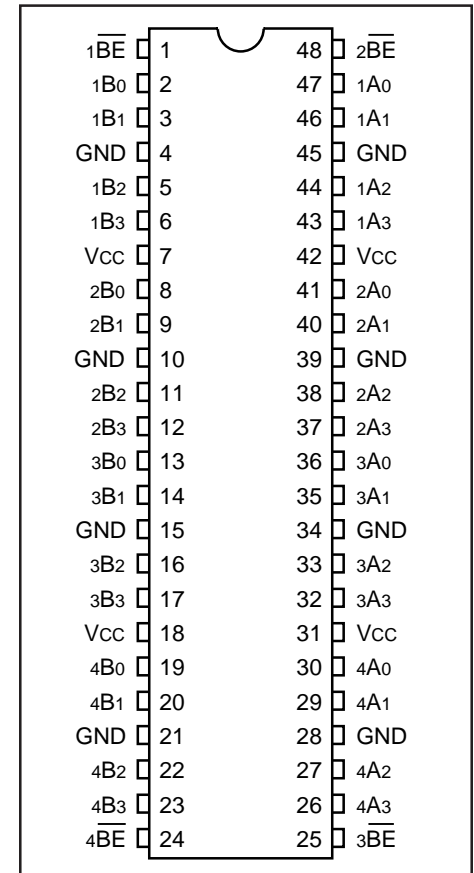 1B̅E̅ 1 48 2B̅E̅
1B0 2 47 1A0
1B1 3 46 1A1
GND 4 45 GND
1B2 5 44 1A2
1B3 6 43 1A3
VCC 7 42 VCC
2B0 8 41 2A0
2B1 9 40 2A1
GND 10 39 GND
2B2 11 38 2A2
2B3 12 37 2A3
3B0 13 36 3A0
3B1 14 35 3A1
GND 15 34 GND
3B2 16 33 3A2
3B3 17 32 3A3
VCC 18 31 VCC
4B0 19 30 4A0
4B1 20 29 4A1
GND 21 28 GND
4B2 22 27 4A2
4B3 23 26 4A3
4B̅E̅ 24 25 3B̅E̅